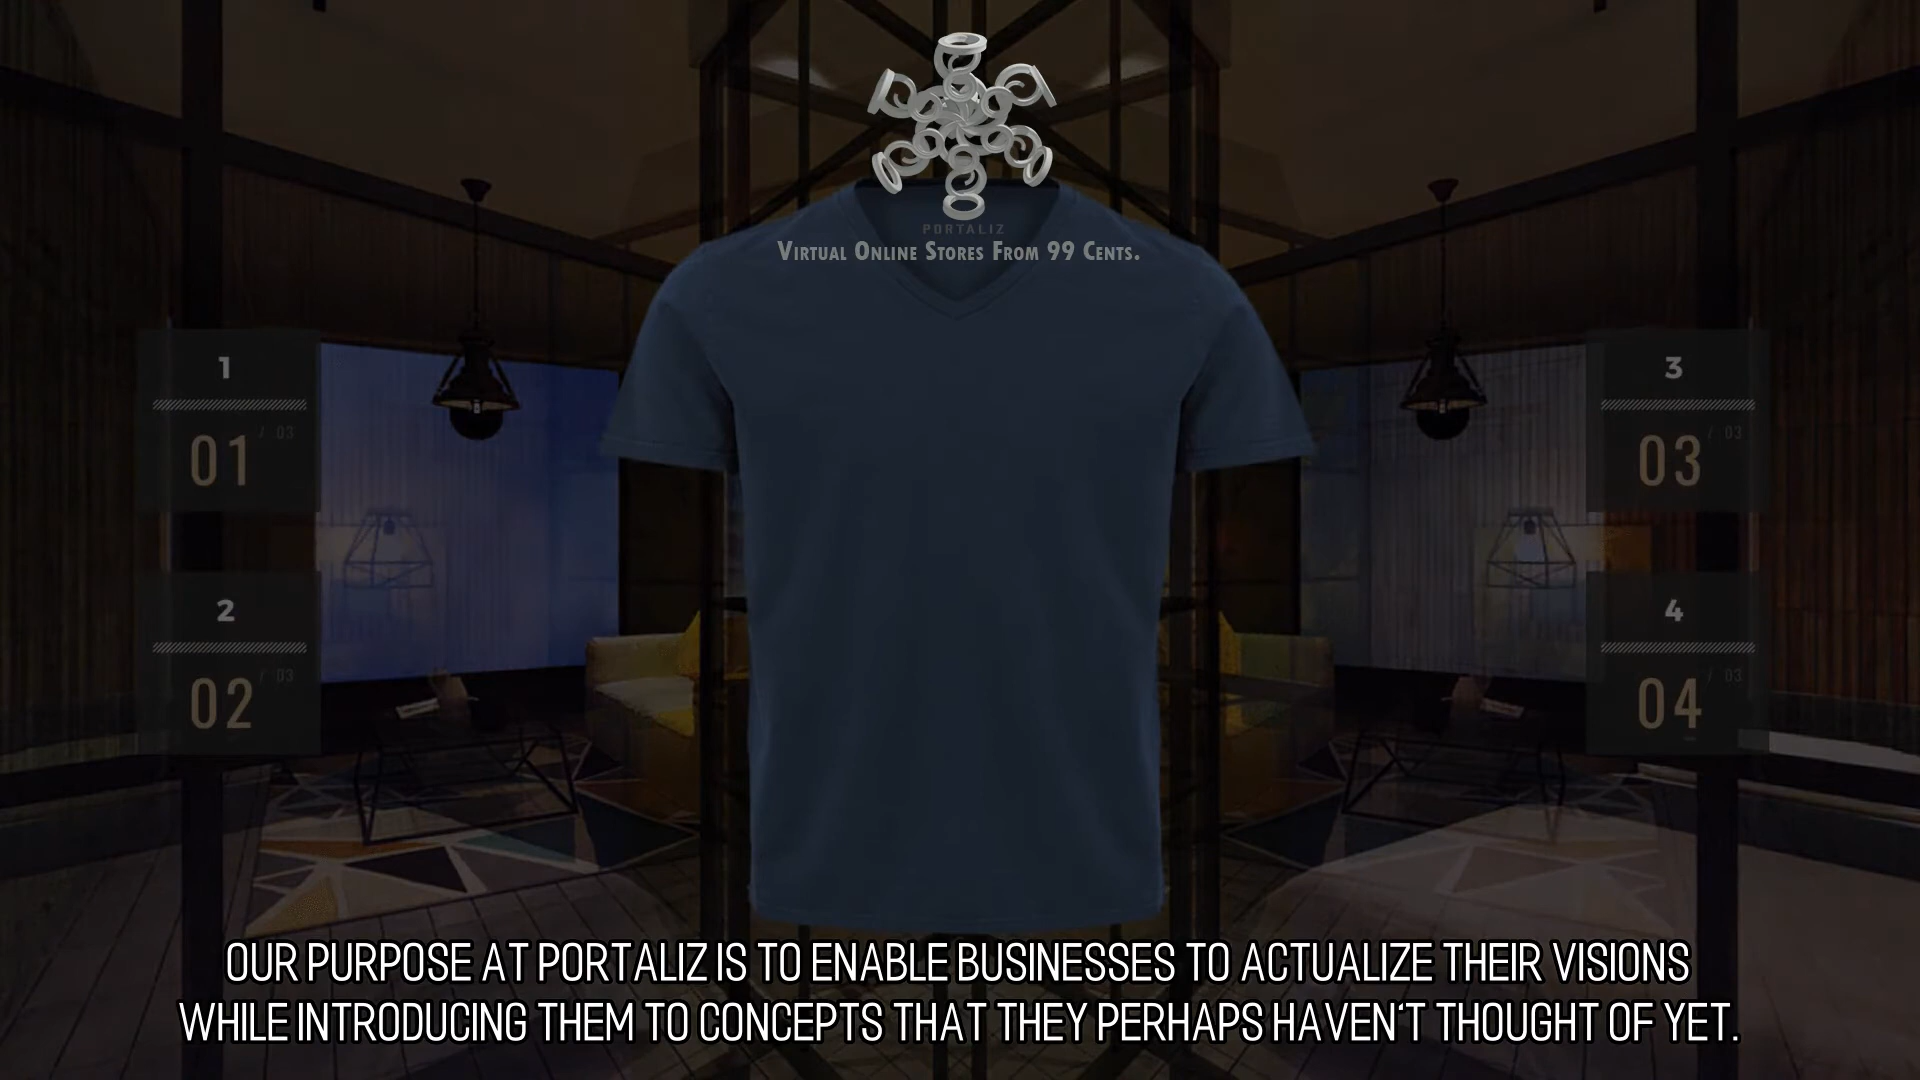 PORTALIZ
Virtual Online Stores From 99 Cents.
1
01 / 03
2
02 / 03
3
03 / 03
4
04 / 03
OUR PURPOSE AT PORTALIZ IS TO ENABLE BUSINESSES TO ACTUALIZE THEIR VISIONS
WHILE INTRODUCING THEM TO CONCEPTS THAT THEY PERHAPS HAVEN'T THOUGHT OF YET.